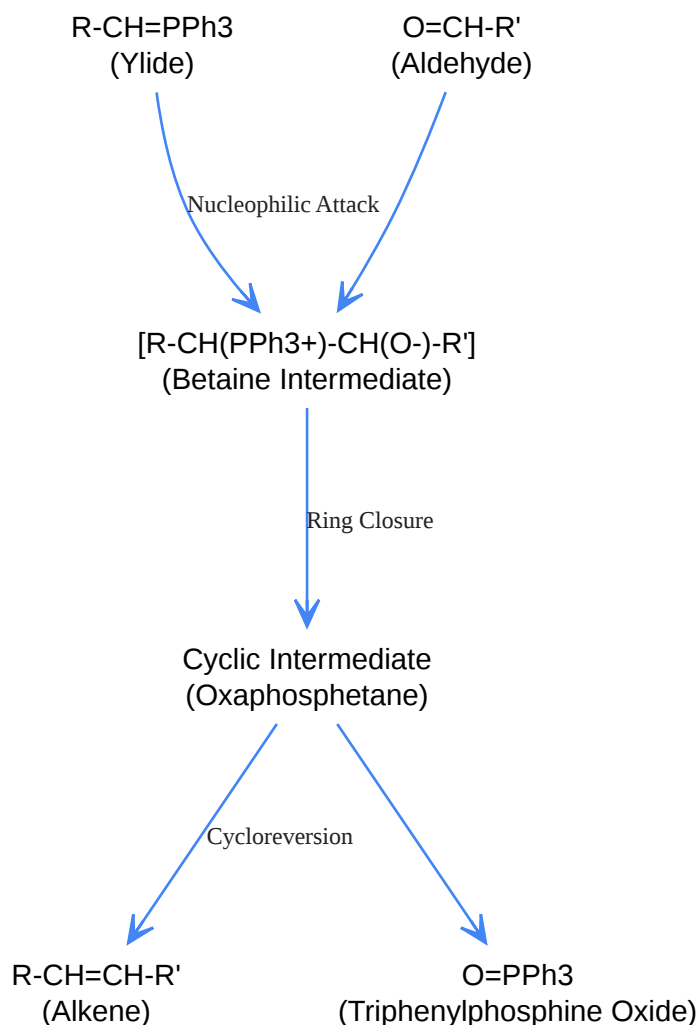 R-CH=PPh3
(Ylide)
O=CH-R'
(Aldehyde)
Nucleophilic Attack
[R-CH(PPh3+)-CH(O-)-R']
(Betaine Intermediate)
Ring Closure
Cyclic Intermediate
(Oxaphosphetane)
Cycloreversion
R-CH=CH-R'
(Alkene)
O=PPh3
(Triphenylphosphine Oxide)